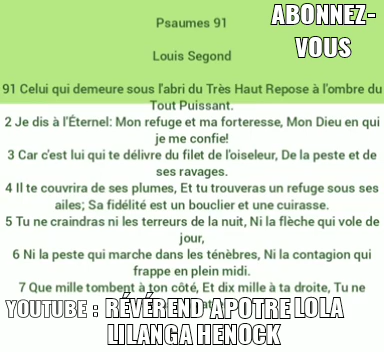 ABONNEZ-
VOUS
Psaumes 91
Louis Segond
91 Celui qui demeure sous l'abri du Très Haut Repose à l'ombre du
Tout Puissant.
2 Je dis à l'Éternel: Mon refuge et ma forteresse, Mon Dieu en qui
je me confie!
3 Car c'est lui qui te délivre du filet de l'oiseleur, De la peste et de
ses ravages.
4 Il te couvrira de ses plumes, Et tu trouveras un refuge sous ses
ailes; Sa fidélité est un bouclier et une cuirasse.
5 Tu ne craindras ni les terreurs de la nuit, Ni la flèche qui vole de
jour,
6 Ni la peste qui marche dans les ténèbres, Ni la contagion qui
frappe en plein midi.
7 Que mille tombent à ton côté, Et dix mille à ta droite, Tu ne
YOUTUBE : RÉVÉREND APOTRE LOLA
LILANGA HENOCK